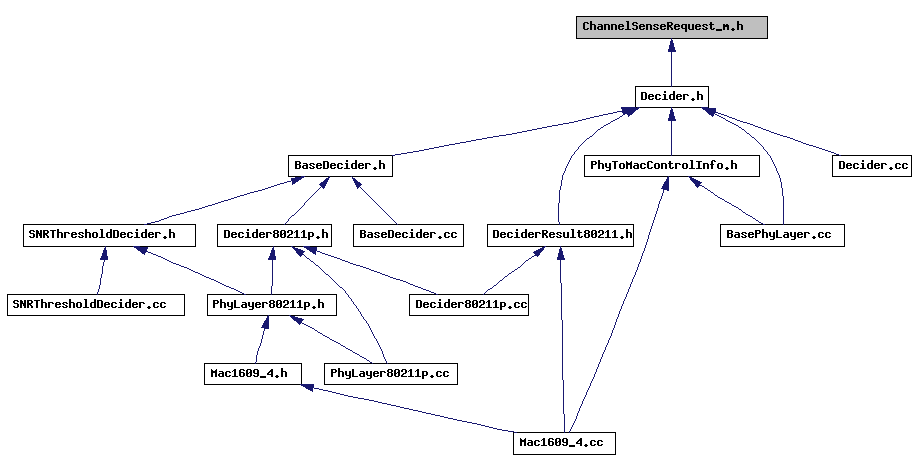 ChannelSenseRequest_m.h
Decider.h
BaseDecider.h
PhyToMacControlInfo.h
Decider.cc
SNRThresholdDecider.h
Decider80211p.h
BaseDecider.cc
DeciderResult80211.h
BasePhyLayer.cc
SNRThresholdDecider.cc
PhyLayer80211p.h
Decider80211p.cc
Mac1609_4.h
PhyLayer80211p.cc
Mac1609_4.cc